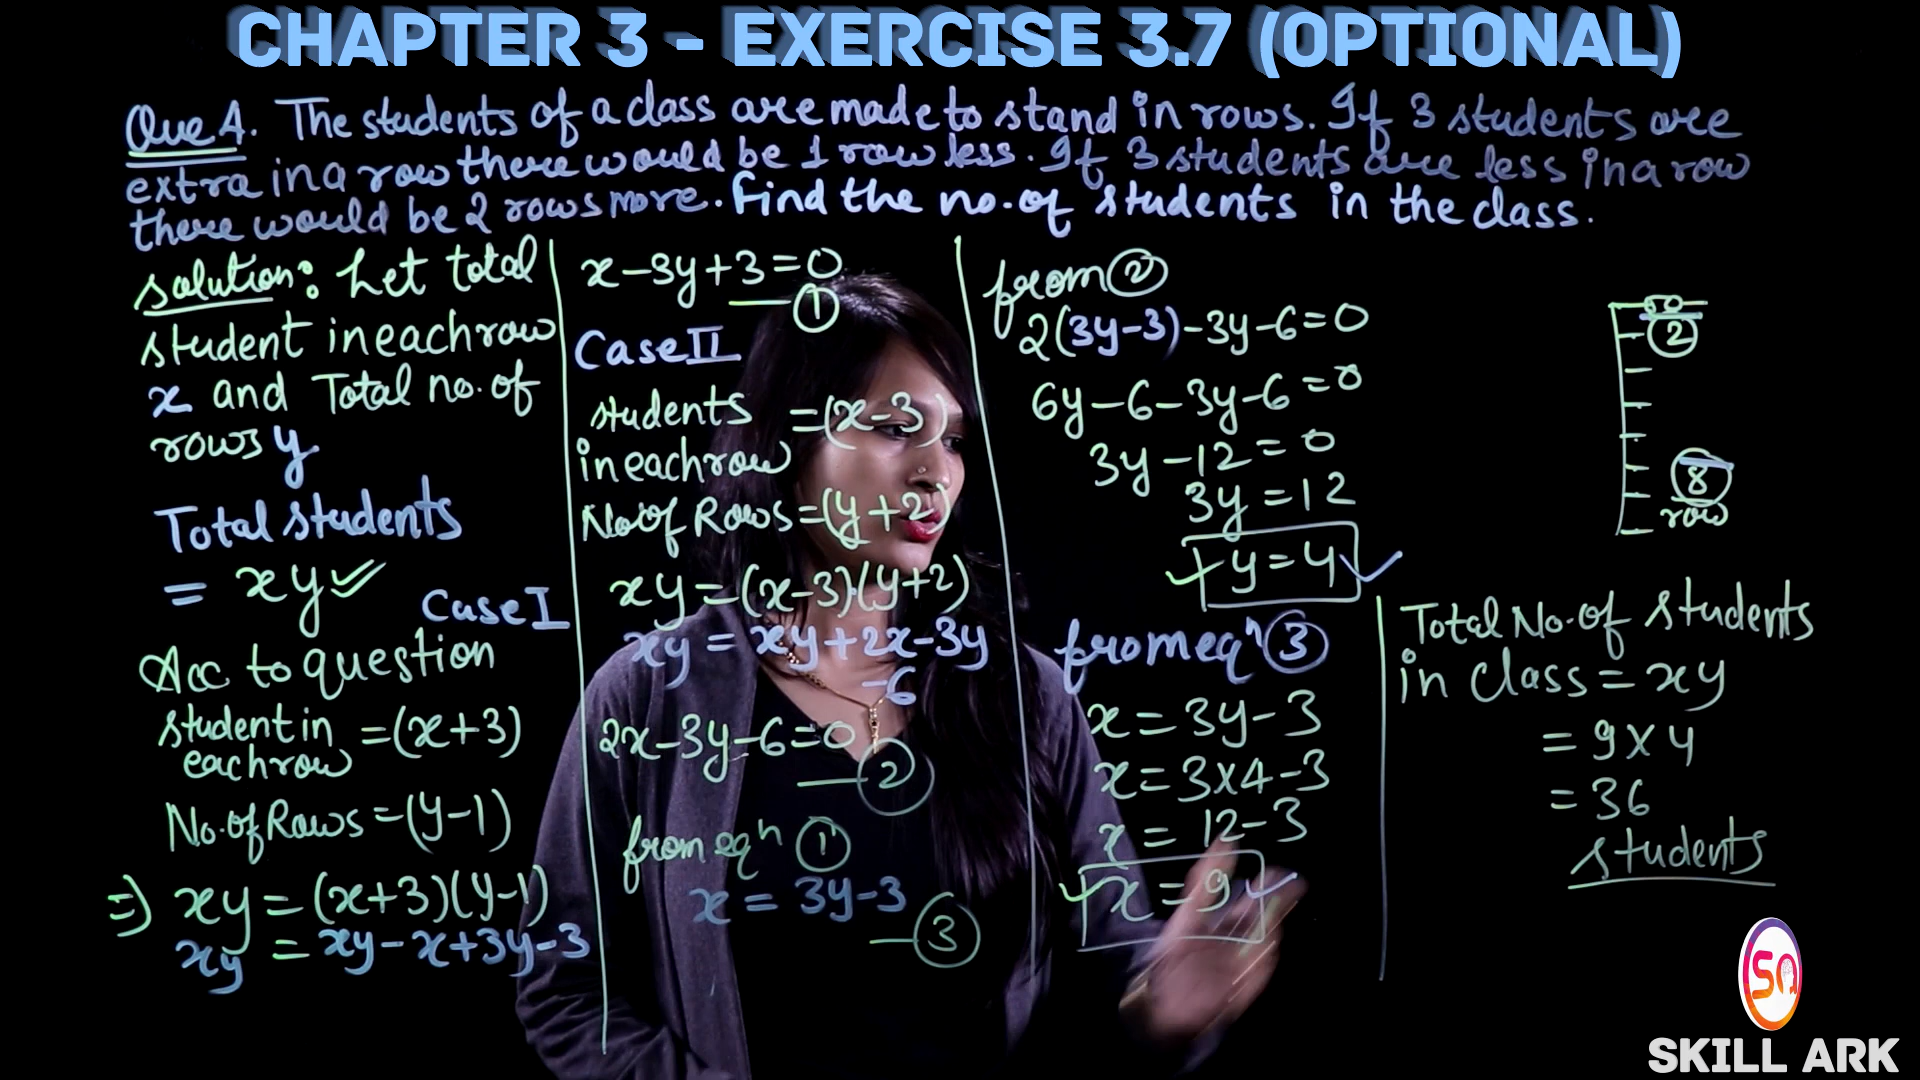 CHAPTER 3 - EXERCISE 3.7 (OPTIONAL)
Que 4. The students of a class are made to stand in rows. If 3 students are
extra in a row there would be 1 row less. If 3 students are less in a row
there would be 2 rows more. Find the no. of students in the class.
Solution: Let total
student in each row
x and Total no. of
rows y
Total students
= xy ✓
Case I
Acc to question
student in each row = (x+3)
No. of Rows = (y-1)
⇒ xy = (x+3)(y-1)
xy = xy-x+3y-3
x-3y+3=0
— ①
Case II
students in each row = (x-3)
No of Rows = (y+2)
xy = (x-3)(y+2)
xy = xy+2x-3y
-6
2x-3y-6=0
— ②
from eqn ①
x = 3y-3
— ③
from ②
2(3y-3)-3y-6=0
6y-6-3y-6=0
3y-12=0
3y=12
✓ y=4 ✓
from eqn ③
x=3y-3
x=3×4-3
x=12-3
✓ x=9 ✓
50
②
⑧
row
Total No. of students
in class = xy
= 9×4
= 36
students
SA
SKILL ARK